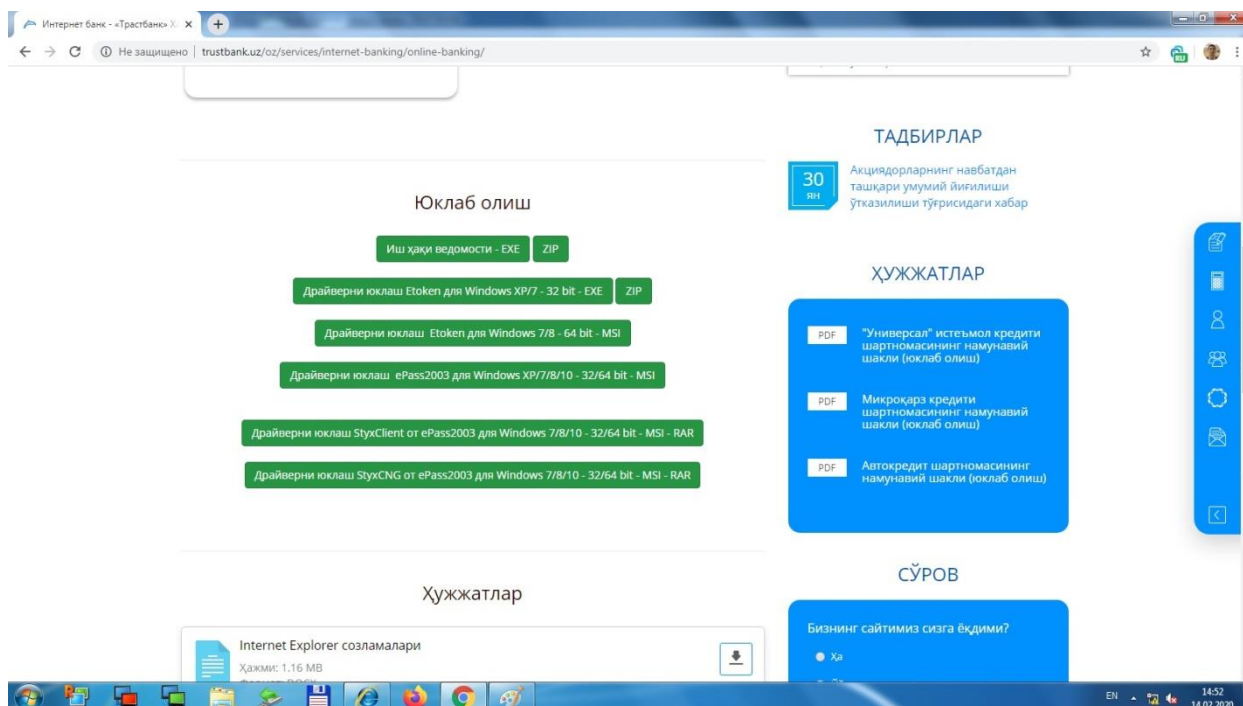 Интернет банк - «Трастбанк» Х
Не защищено | trustbank.uz/oz/services/internet-banking/online-banking/
RU
Юклаб олиш
Иш ҳақи ведомости - EXE
ZIP
Драйверни юклаш Etoken для Windows XP/7 - 32 bit - EXE
ZIP
Драйверни юклаш Etoken для Windows 7/8 - 64 bit - MSI
Драйверни юклаш ePass2003 для Windows XP/7/8/10 - 32/64 bit - MSI
Драйверни юклаш StyxClient от ePass2003 для Windows 7/8/10 - 32/64 bit - MSI - RAR
Драйверни юклаш StyxCNG от ePass2003 для Windows 7/8/10 - 32/64 bit - MSI - RAR
Ҳужжатлар
Internet Explorer созламалари
Ҳажми: 1.16 MB
Формат: DOCX
ТАДБИРЛАР
30
ЯН
Акциядорларнинг навбатдан
ташқари умумий йиғилиши
ўтказилиши тўғрисидаги хабар
ҲУЖЖАТЛАР
PDF
"Универсал" истеъмол кредити
шартномасининг намунавий
шакли (юклаб олиш)
PDF
Микроқарз кредити
шартномасининг намунавий
шакли (юклаб олиш)
PDF
Автокредит шартномасининг
намунавий шакли (юклаб олиш)
СЎРОВ
Бизнинг сайтимиз сизга ёқдими?
Ҳа
EN
14:52
14.02.2020